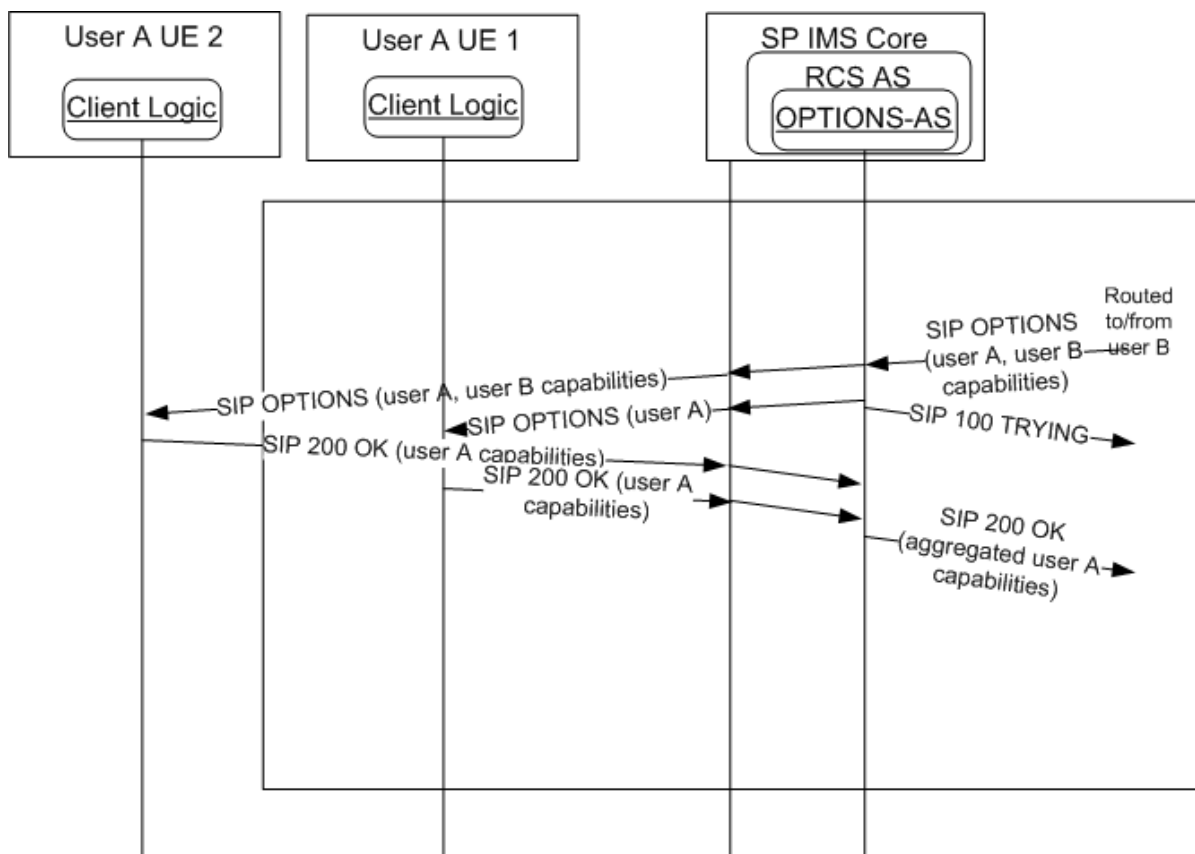 User A UE 2
Client Logic
User A UE 1
Client Logic
SP IMS Core
RCS AS
OPTIONS-AS
Routed
to/from
user B
SIP OPTIONS
(user A, user B
capabilities)
SIP OPTIONS (user A, user B capabilities)
SIP OPTIONS (user A)
SIP 100 TRYING
SIP 200 OK (user A capabilities)
SIP 200 OK (user A
capabilities)
SIP 200 OK
(aggregated user A
capabilities)